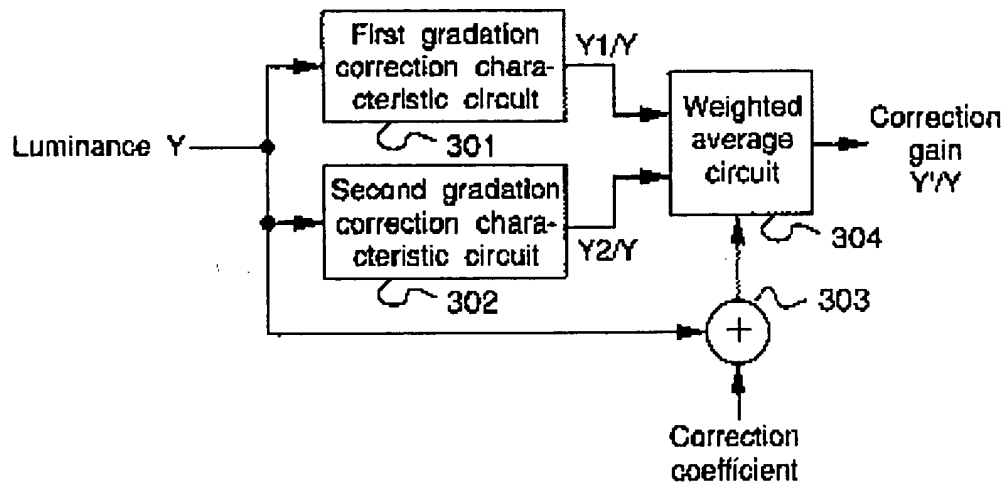 First gradation
correction chara-
cteristic circuit
Y1/Y
301
Luminance Y
Second gradation
correction chara-
cteristic circuit
Y2/Y
302
Weighted
average
circuit
304
Correction
gain
Y'/Y
303
+
Correction
coefficient